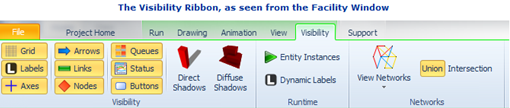 The Visibility Ribbon, as seen from the Facility Window
File Project Home Run Drawing Animation View Visibility Support
Grid Arrows Queues
Labels Links Status
Axes Nodes Buttons
Direct Shadows
Diffuse Shadows
Entity Instances
Dynamic Labels
View Networks
Union Intersection
Visibility Runtime Networks